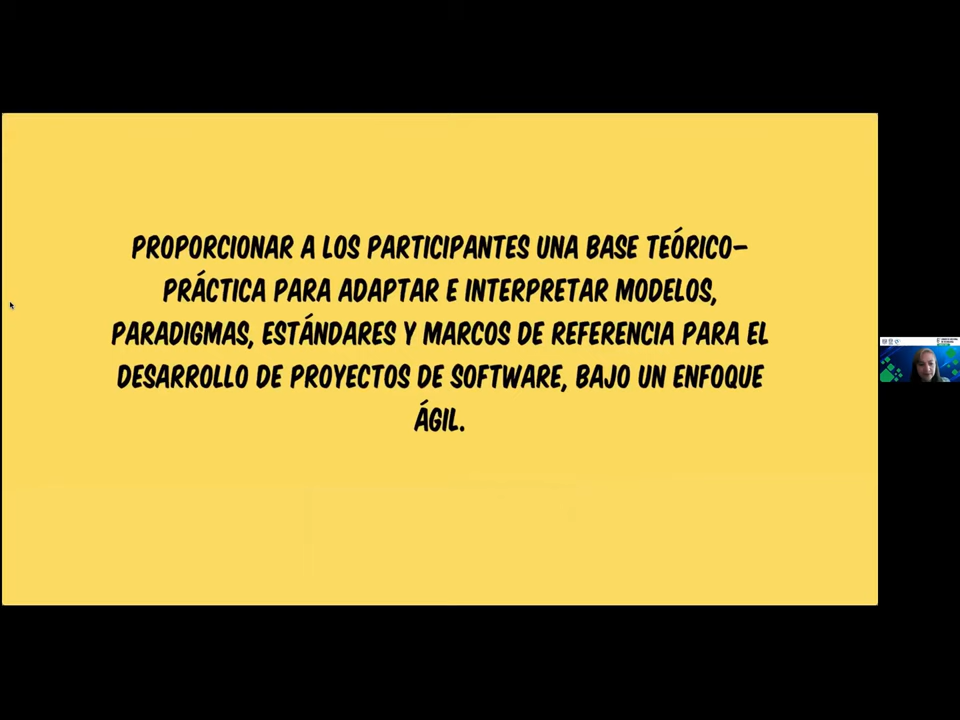 PROPORCIONAR A LOS PARTICIPANTES UNA BASE TEÓRICO–
PRÁCTICA PARA ADAPTAR E INTERPRETAR MODELOS,
PARADIGMAS, ESTÁNDARES Y MARCOS DE REFERENCIA PARA EL
DESARROLLO DE PROYECTOS DE SOFTWARE, BAJO UN ENFOQUE
ÁGIL.